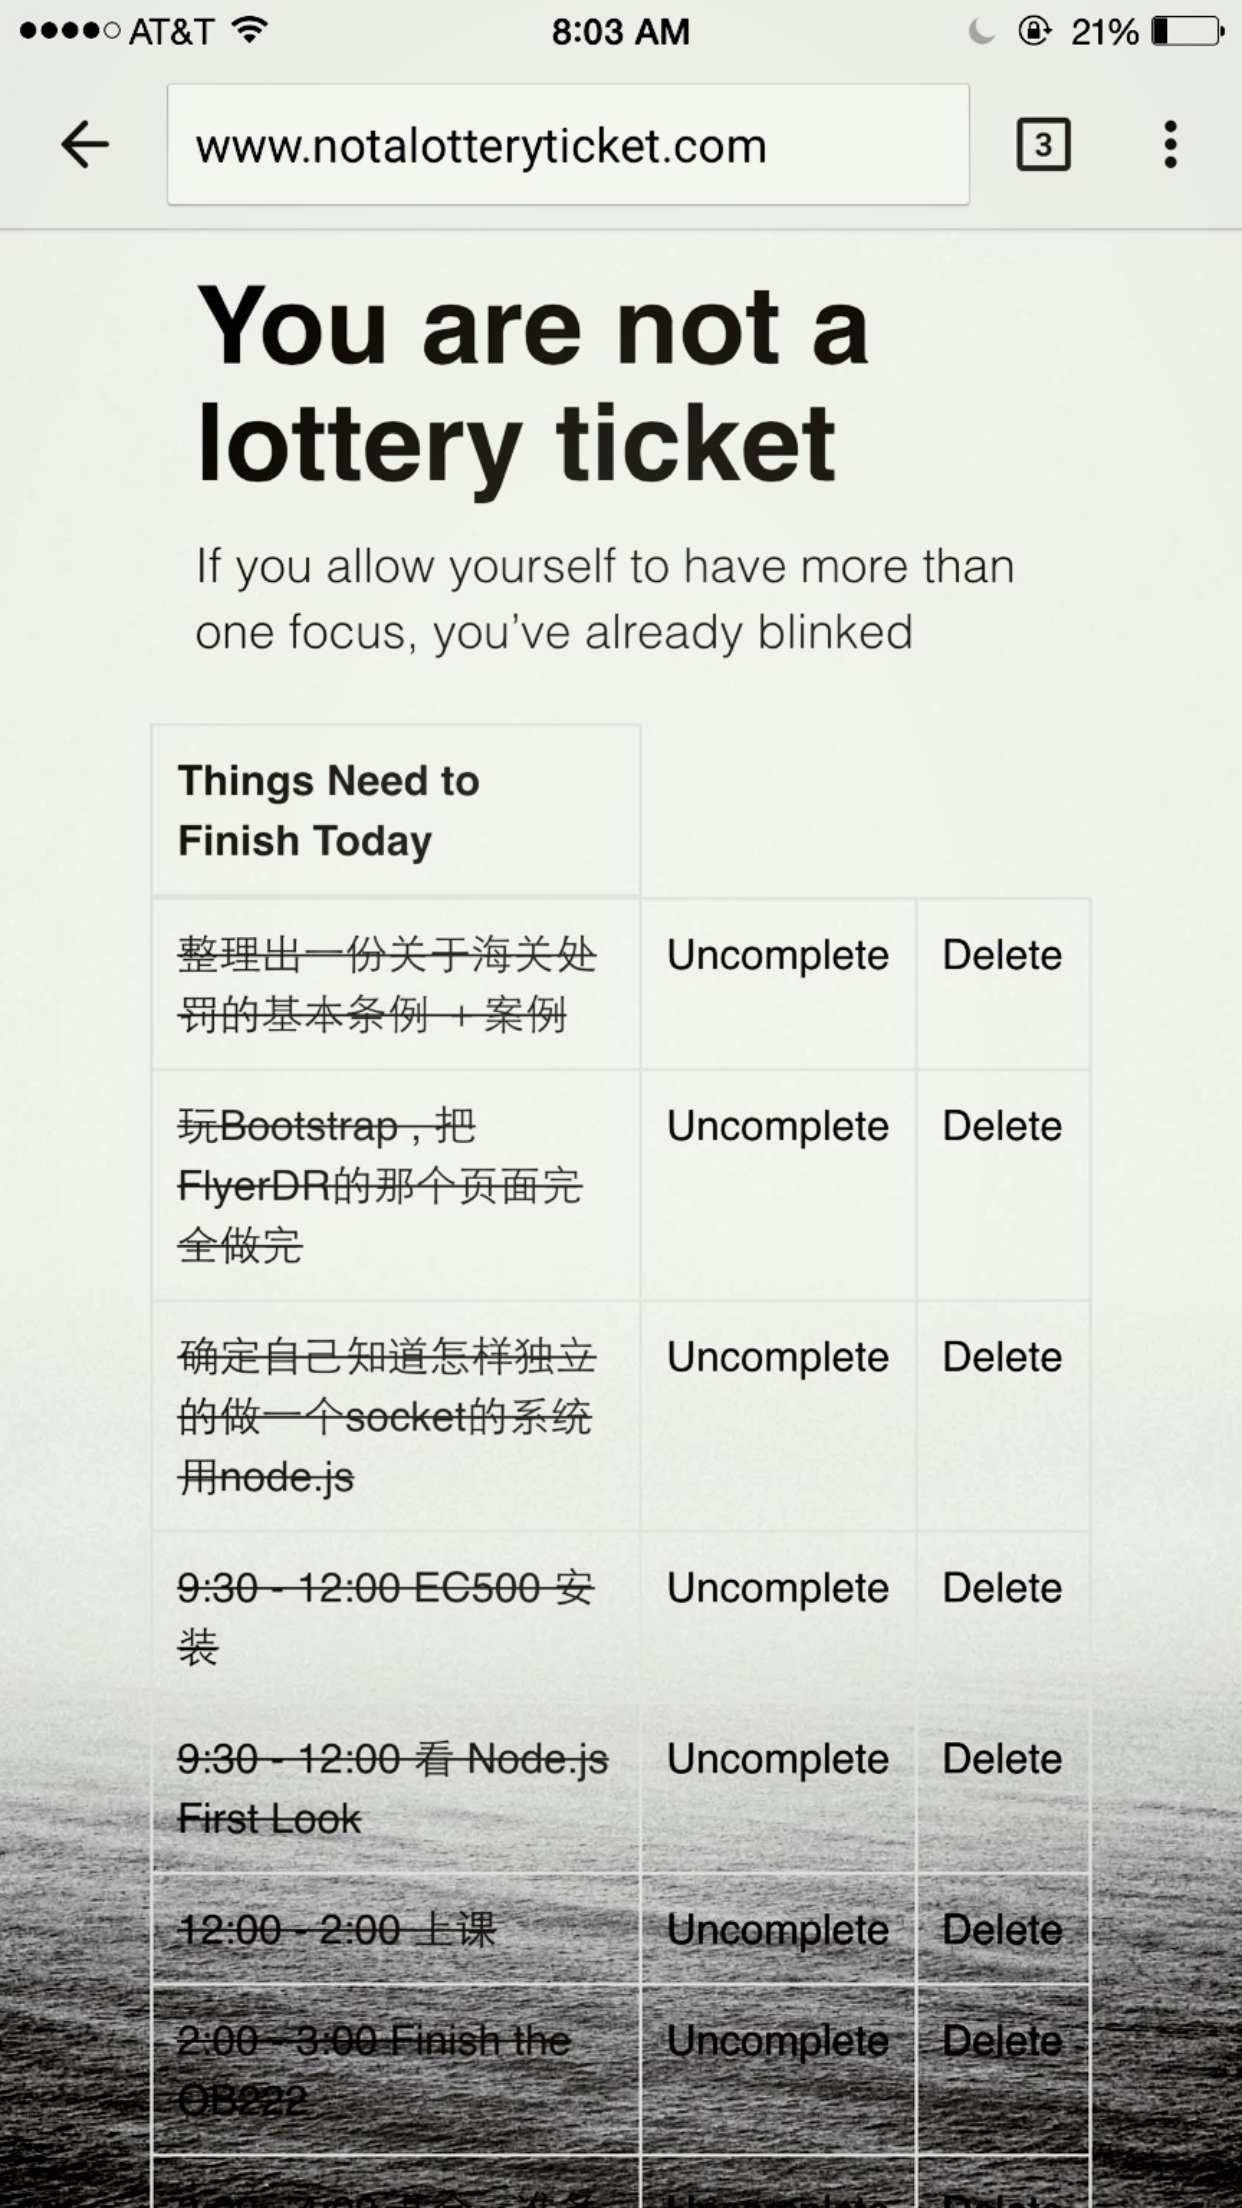 AT&T 8:03 AM 21%
www.notalotteryticket.com 3
You are not a
lottery ticket
If you allow yourself to have more than
one focus, you've already blinked
Things Need to
Finish Today
整理出一份关于海关处 Uncomplete Delete
罚的基本条例 + 案例
玩Bootstrap , 把 Uncomplete Delete
FlyerDR的那个页面完
全做完
确定自己知道怎样独立 Uncomplete Delete
的做一个socket的系统
用node.js
9:30 - 12:00 EC500 安 Uncomplete Delete
装
9:30 - 12:00 看 Node.js Uncomplete Delete
First Look
12:00 - 2:00 上课 Uncomplete Delete
2:00 - 3:00 Finish the Uncomplete Delete
OB222
Uncomplete Delete